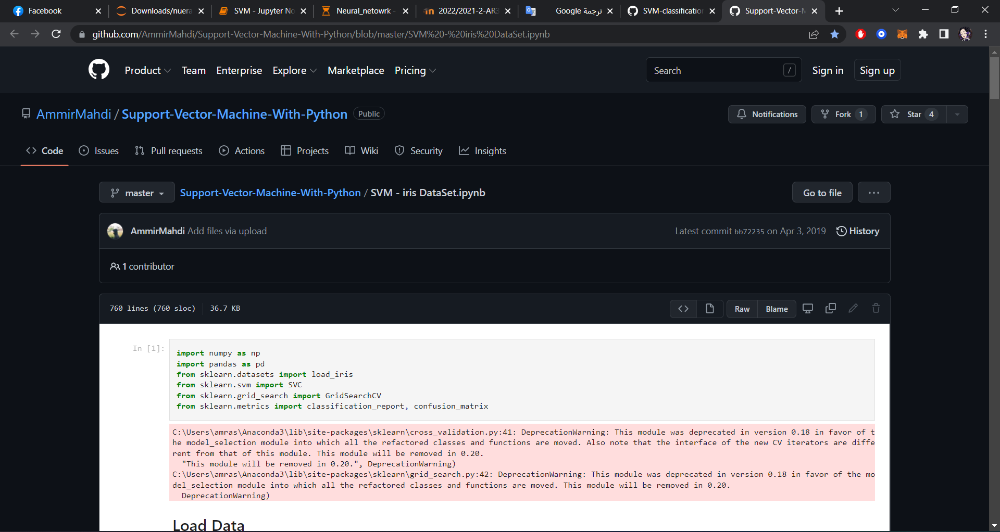 Facebook
Downloads/nuera
SVM - Jupyter No
Neural_netowrk -
2022/2021-2-AR3
ترجمة Google
SVM-classification
Support-Vector-M
github.com/AmmirMahdi/Support-Vector-Machine-With-Python/blob/master/SVM%20-%20iris%20DataSet.ipynb
Product Team Enterprise Explore Marketplace Pricing
Search / Sign in Sign up
AmmirMahdi / Support-Vector-Machine-With-Python Public
Notifications Fork 1 Star 4
Code Issues Pull requests Actions Projects Wiki Security Insights
master Support-Vector-Machine-With-Python / SVM - iris DataSet.ipynb Go to file ...
AmmirMahdi Add files via upload Latest commit bb72235 on Apr 3, 2019 History
1 contributor
760 lines (760 sloc) 36.7 KB <> Raw Blame
In [1]:
import numpy as np
import pandas as pd
from sklearn.datasets import load_iris
from sklearn.svm import SVC
from sklearn.grid_search import GridSearchCV
from sklearn.metrics import classification_report, confusion_matrix
C:\Users\amras\Anaconda3\lib\site-packages\sklearn\cross_validation.py:41: DeprecationWarning: This module was deprecated in version 0.18 in favor of t
he model_selection module into which all the refactored classes and functions are moved. Also note that the interface of the new CV iterators are diffe
rent from that of this module. This module will be removed in 0.20.
"This module will be removed in 0.20.", DeprecationWarning)
C:\Users\amras\Anaconda3\lib\site-packages\sklearn\grid_search.py:42: DeprecationWarning: This module was deprecated in version 0.18 in favor of the mo
del_selection module into which all the refactored classes and functions are moved. This module will be removed in 0.20.
DeprecationWarning)
Load Data